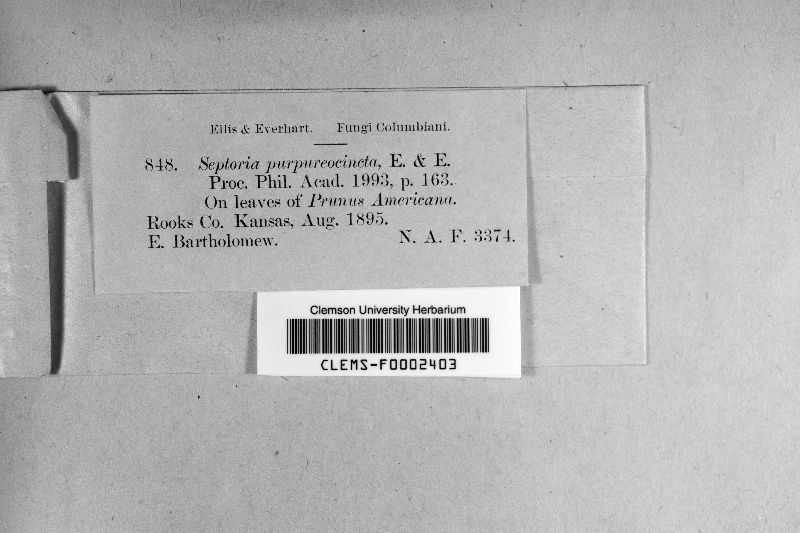 Ellis & Everhart. Fungi Columbiani.
848. Septoria purpureocincta, E. & E.
Proc. Phil. Acad. 1993, p. 163.
On leaves of Prunus Americana.
Rooks Co. Kansas, Aug. 1895.
E. Bartholomew. N. A. F. 3374.
Clemson University Herbarium
CLEMS-F0002403